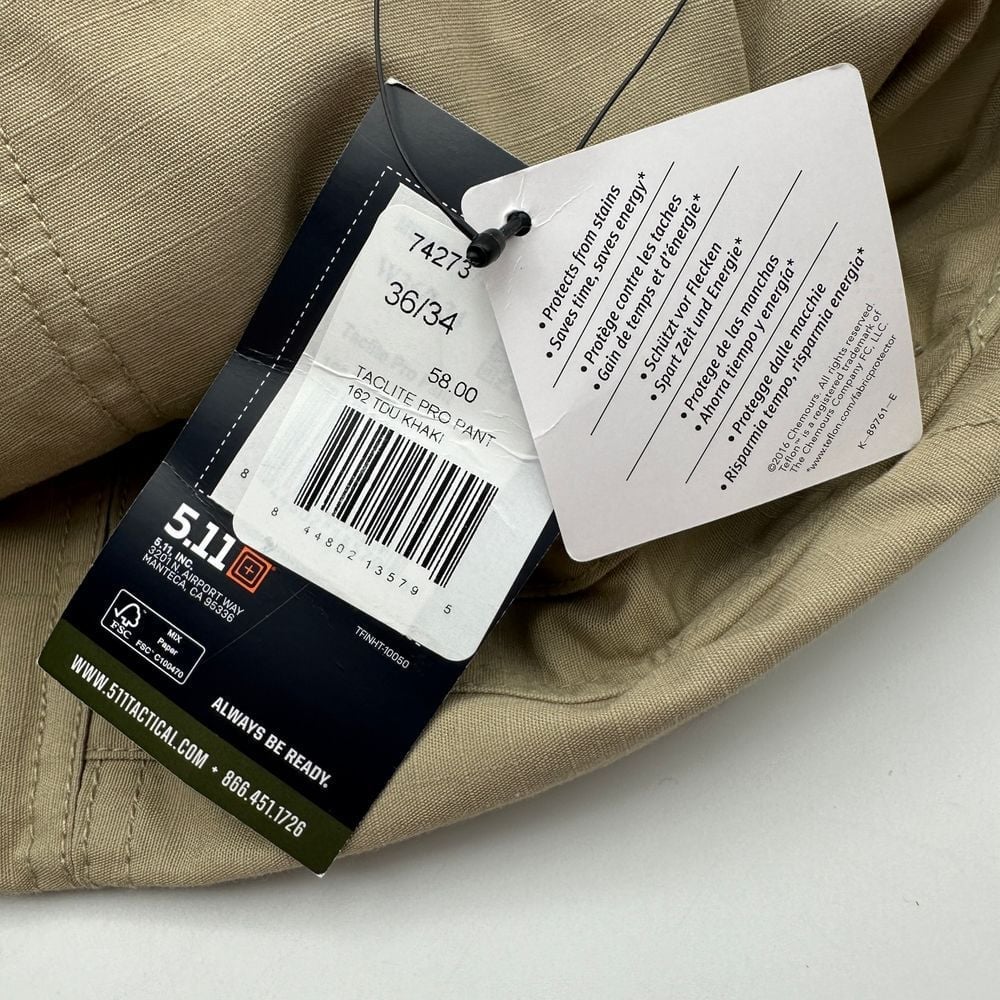 74273
36/34
58.00
TACLITE PRO PANT
162 TDU KHAKI
8
8 44802 13579 5
5.11
5.11, INC.
3201 N. AIRPORT WAY
MANTECA, CA 95336
FSC
MIX
Paper
FSC® C100470
TFINHT-10050
ALWAYS BE READY.
WWW.511TACTICAL.COM • 866.451.1726
• Protects from stains
• Saves time, saves energy*
• Protège contre les taches
• Gain de temps et d'énergie*
• Schützt vor Flecken
• Spart Zeit und Energie*
• Protege de las manchas
• Ahorra tiempo y energía*
• Protegge dalle macchie
• Risparmia tempo, risparmia energia*
©2016 Chemours. All rights reserved.
Teflon™ is a registered trademark of
The Chemours Company FC, LLC.
*www.teflon.com/fabricprotector
K-89761-E